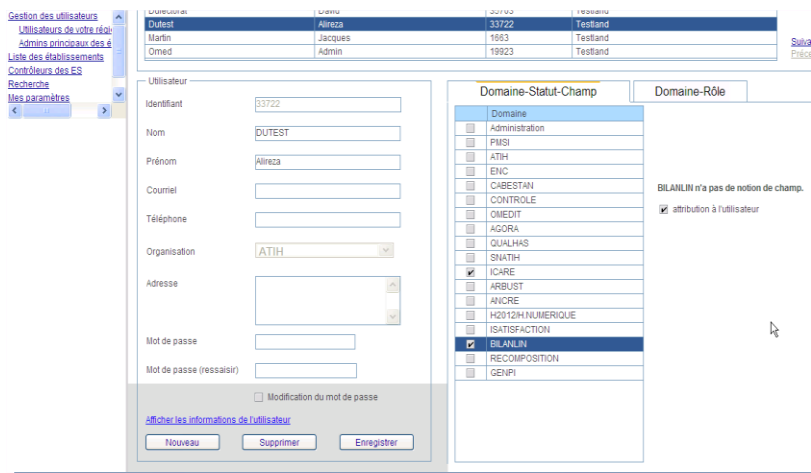 Gestion des utilisateurs
Utilisateurs de votre régi
Admins principaux des é
Liste des établissements
Contrôleurs des ES
Recherche
Mes paramètres
Dulectorat David 33703 Testland
Dutest Alireza 33722 Testland
Martin Jacques 1663 Testland
Omed Admin 19923 Testland
Suiva
Préce
Utilisateur
Identifiant 33722
Nom DUTEST
Prénom Alireza
Courriel
Téléphone
Organisation ATIH
Adresse
Mot de passe
Mot de passe (ressaisir)
Modification du mot de passe
Afficher les informations de l'utilisateur
Nouveau Supprimer Enregistrer
Domaine-Statut-Champ Domaine-Rôle
Domaine
Administration
PMSI
ATIH
ENC
CABESTAN
CONTROLE
OMEDIT
AGORA
QUALHAS
SNATIH
ICARE
ARBUST
ANCRE
H2012/H.NUMERIQUE
ISATISFACTION
BILANLIN
RECOMPOSITION
GENPI
BILANLIN n'a pas de notion de champ.
attribution à l'utilisateur